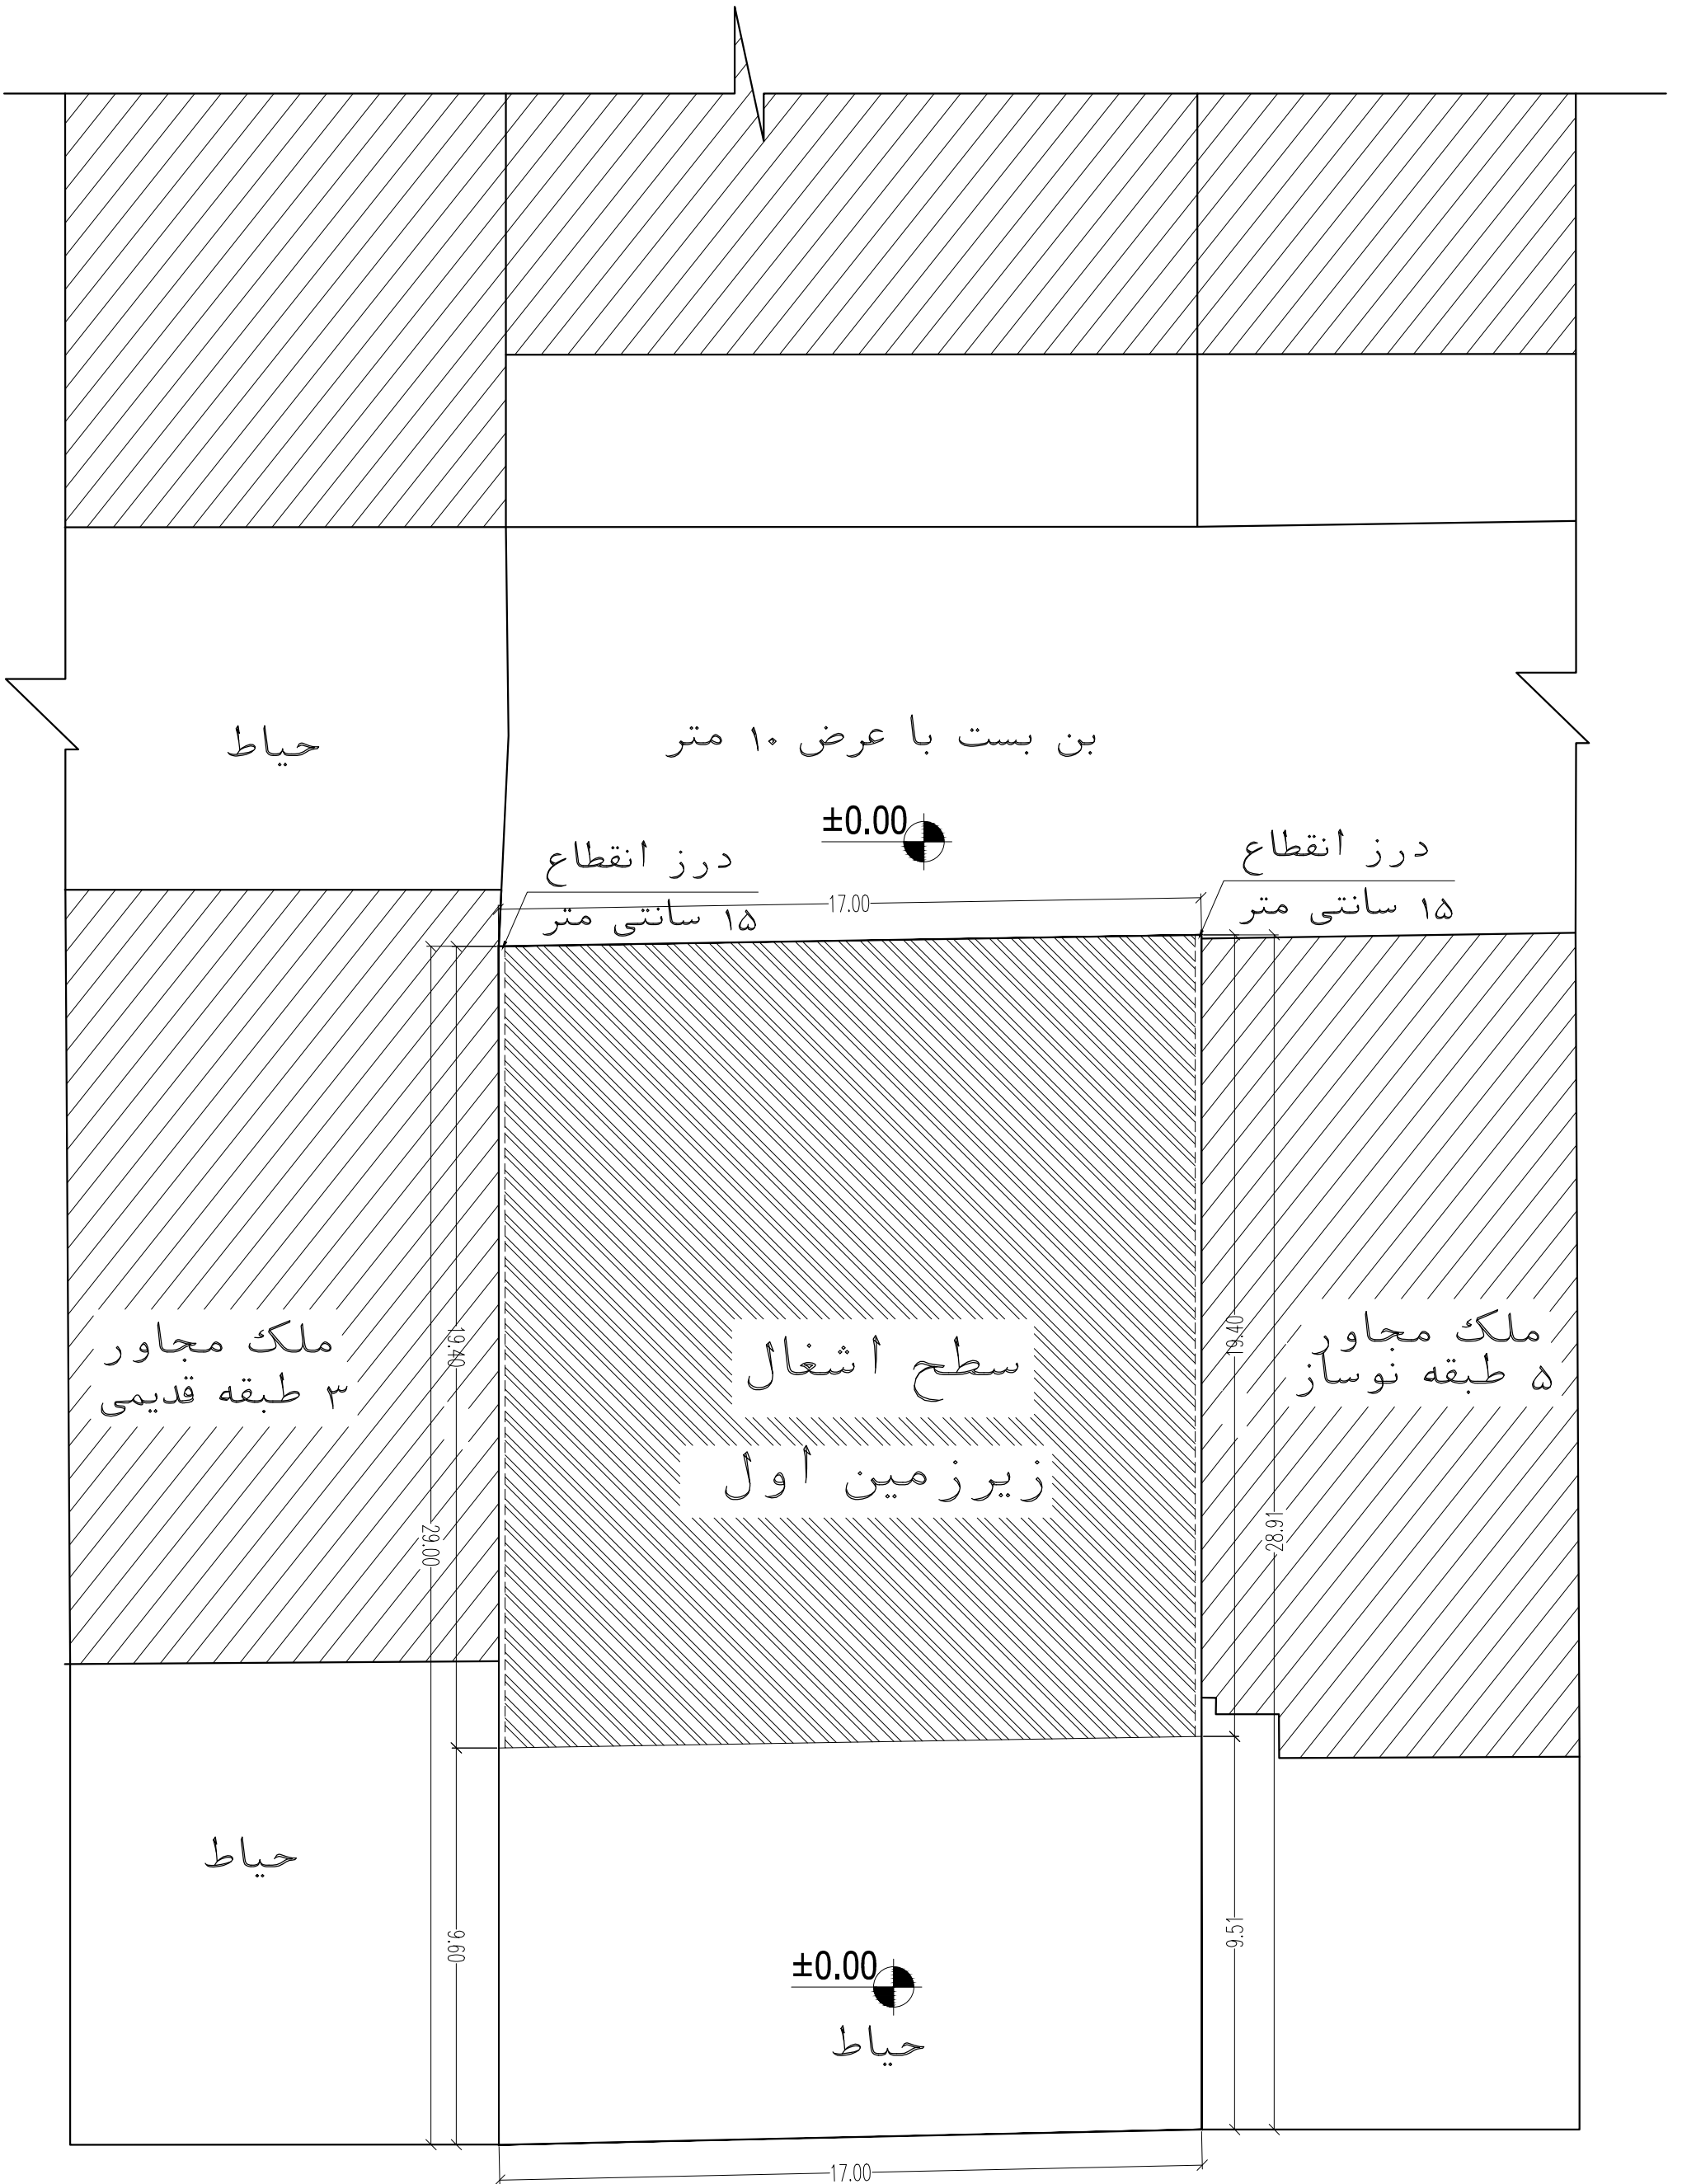 حیاط
بن بست با عرض ۱۰ متر
±0.00
درز انقطاع
۱۵ سانتی متر
درز انقطاع
۱۵ سانتی متر
17.00
ملک مجاور
۵ طبقه نوساز
سطح اشغال
زیرزمین اول
ملک مجاور
۳ طبقه قدیمی
19.40
19.40
28.91
29.00
حیاط
9.60
9.51
±0.00
حیاط
17.00